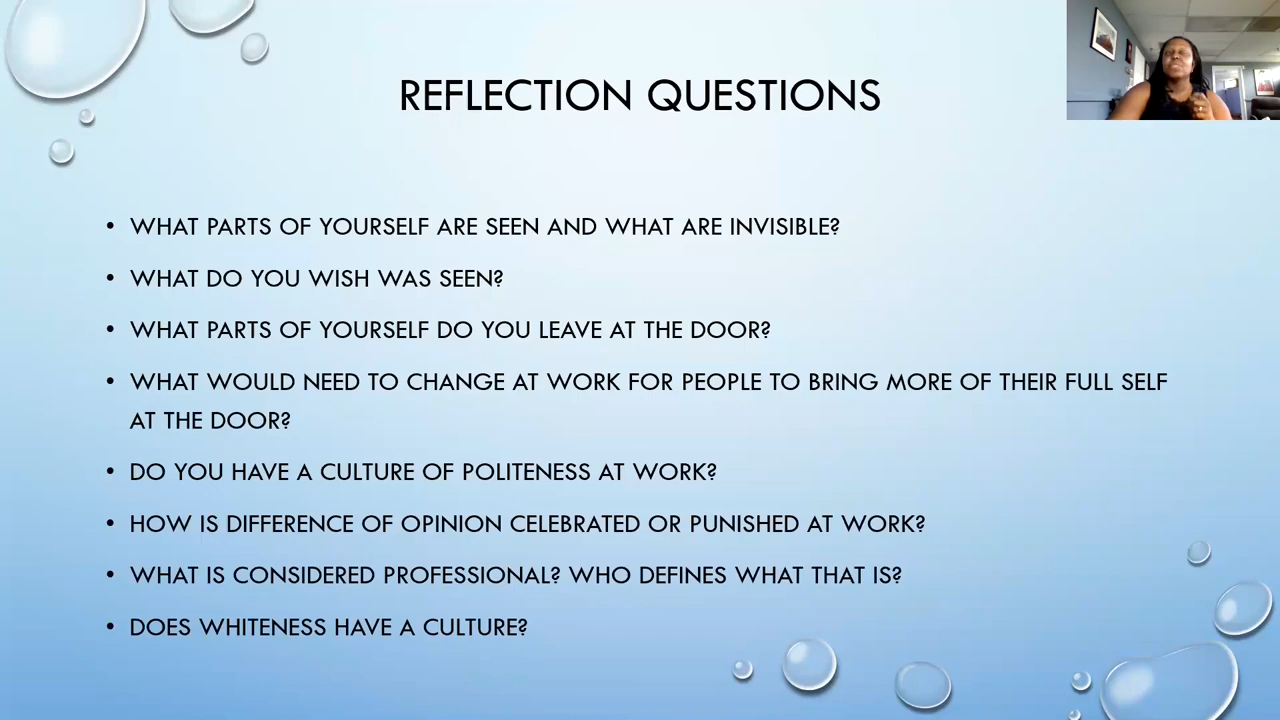 REFLECTION QUESTIONS
• WHAT PARTS OF YOURSELF ARE SEEN AND WHAT ARE INVISIBLE?
• WHAT DO YOU WISH WAS SEEN?
• WHAT PARTS OF YOURSELF DO YOU LEAVE AT THE DOOR?
• WHAT WOULD NEED TO CHANGE AT WORK FOR PEOPLE TO BRING MORE OF THEIR FULL SELF
AT THE DOOR?
• DO YOU HAVE A CULTURE OF POLITENESS AT WORK?
• HOW IS DIFFERENCE OF OPINION CELEBRATED OR PUNISHED AT WORK?
• WHAT IS CONSIDERED PROFESSIONAL? WHO DEFINES WHAT THAT IS?
• DOES WHITENESS HAVE A CULTURE?